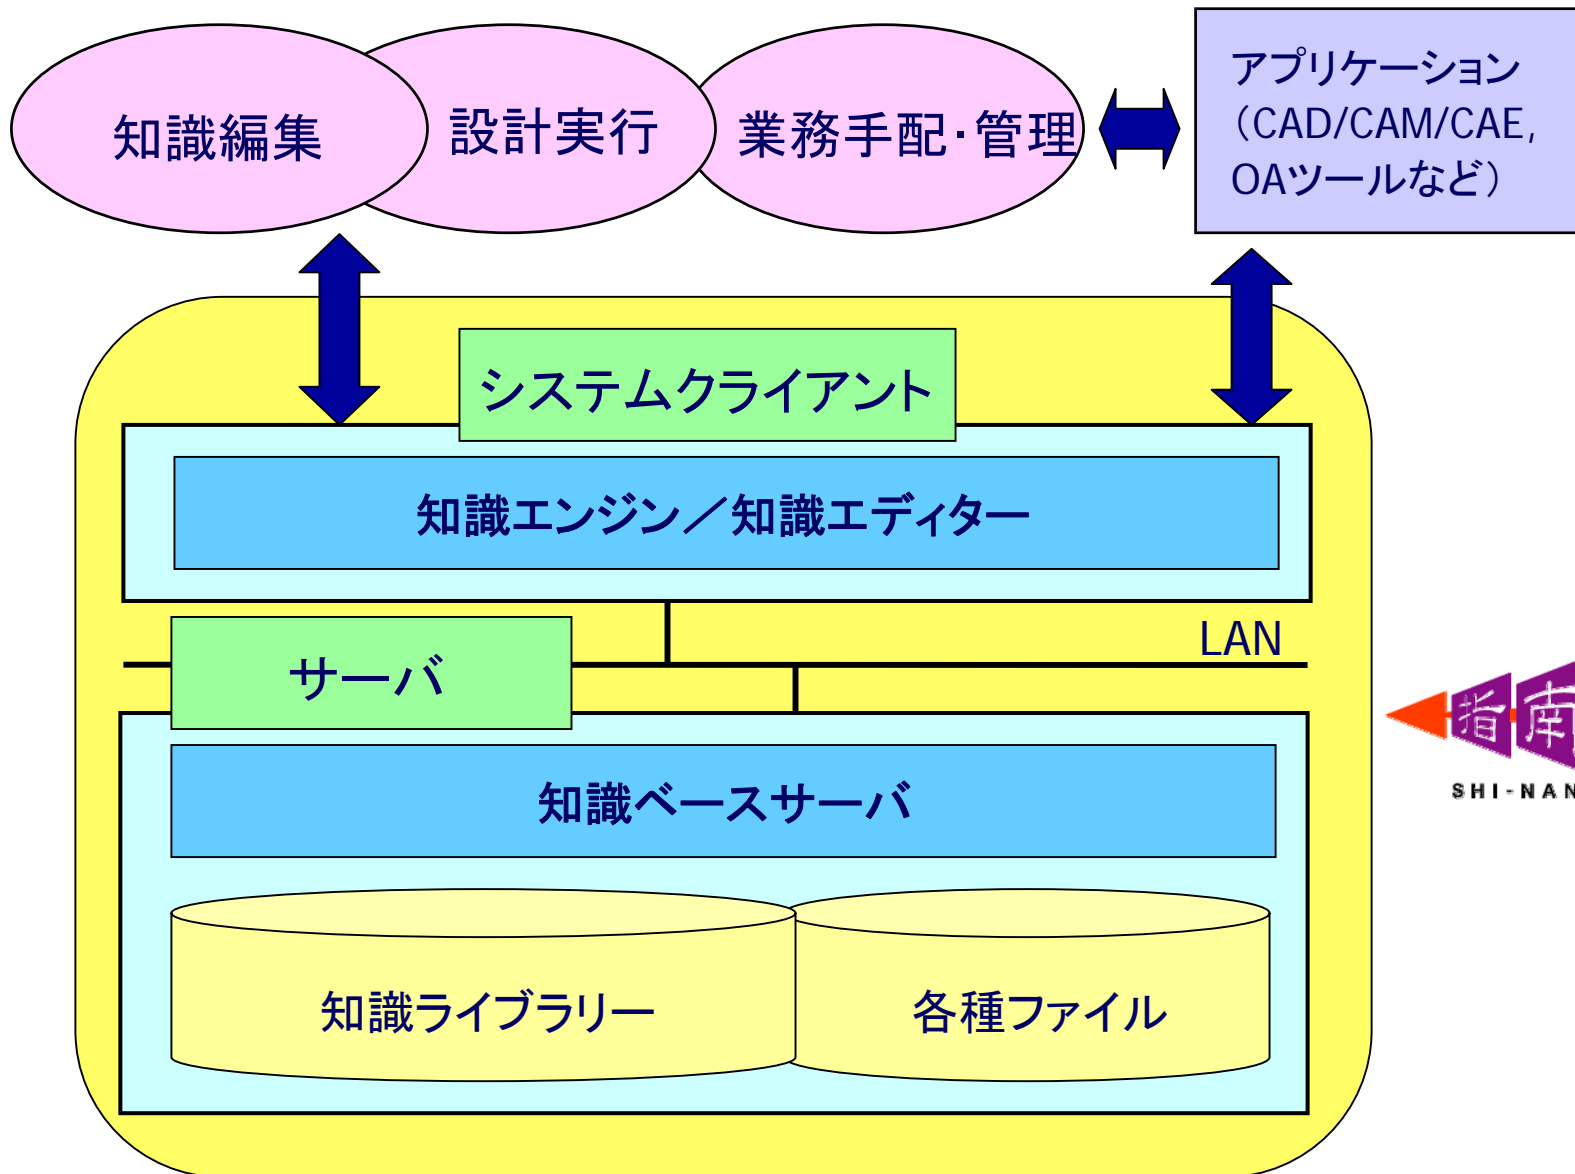 知識編集
設計実行
業務手配・管理
アプリケーション
（CAD/CAM/CAE,
OAツールなど）
システムクライアント
知識エンジン／知識エディター
LAN
サーバ
知識ベースサーバ
知識ライブラリー
各種ファイル
指南
SHI-NAN